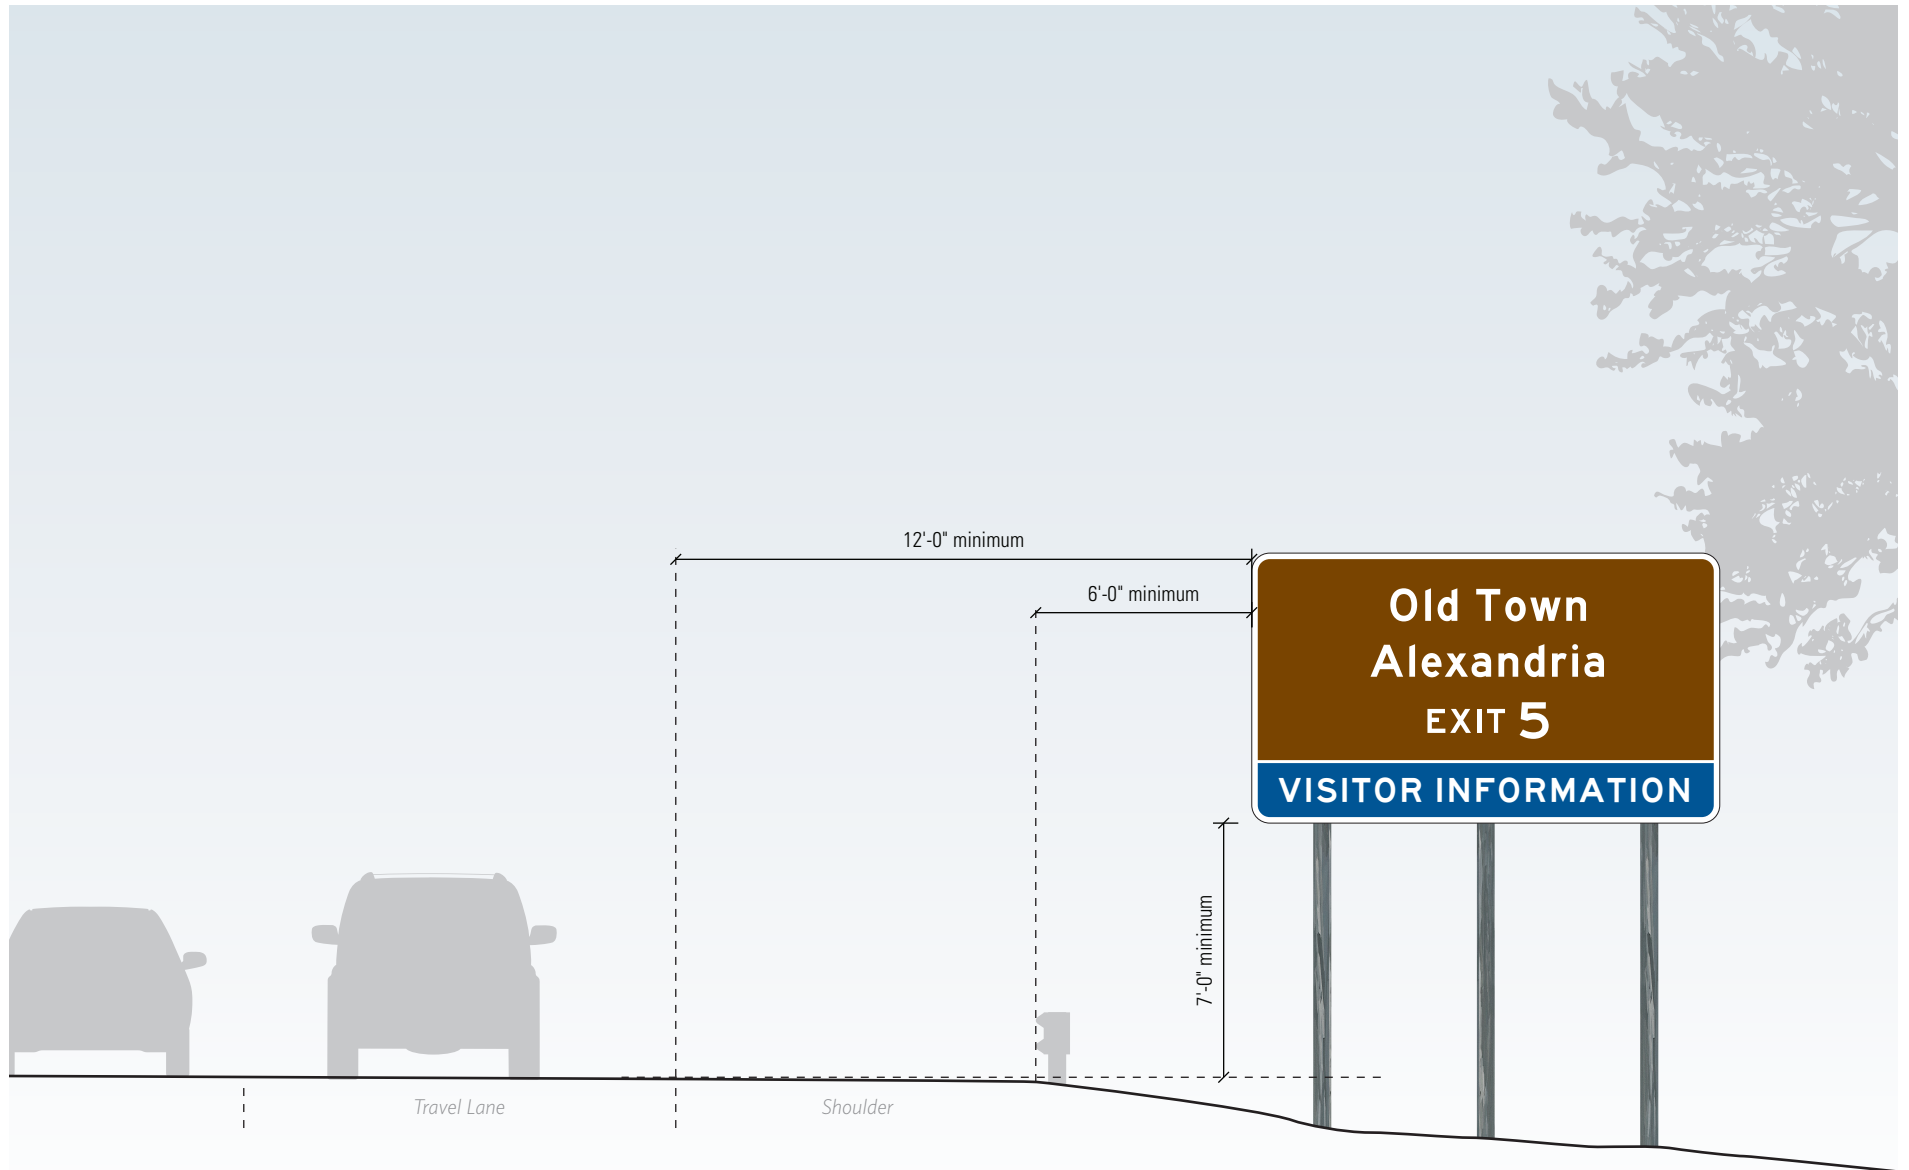 12'-0" minimum
6'-0" minimum
Old Town
Alexandria
EXIT 5
VISITOR INFORMATION
7'-0" minimum
Travel Lane
Shoulder